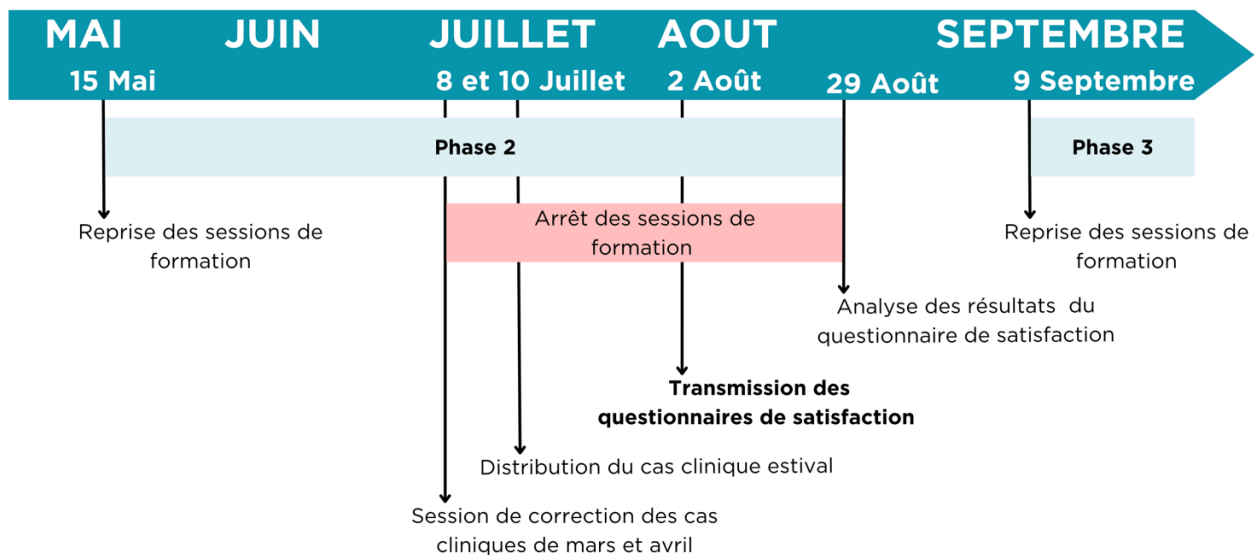 MAI JUIN JUILLET AOUT SEPTEMBRE
15 Mai 8 et 10 Juillet 2 Août 29 Août 9 Septembre
Phase 2 Phase 3
Reprise des sessions de
formation
Arrêt des sessions de
formation
Reprise des sessions de
formation
Analyse des résultats du
questionnaire de satisfaction
Transmission des
questionnaires de satisfaction
Distribution du cas clinique estival
Session de correction des cas
cliniques de mars et avril